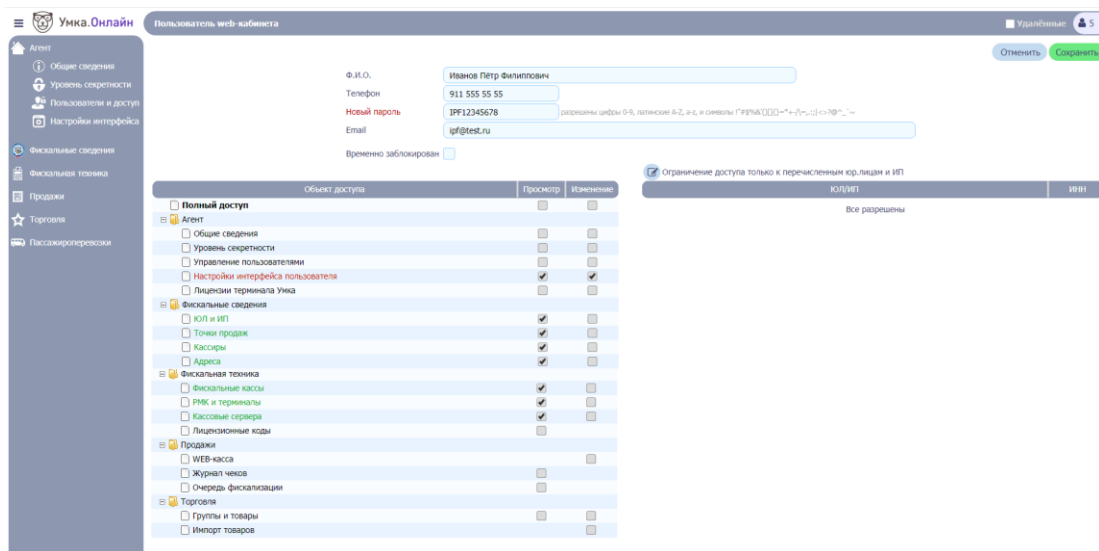 Умка.Онлайн
Пользователь web-кабинета
Удалённые
5
Агент
Общие сведения
Уровень секретности
Пользователи и доступ
Настройки интерфейса
Фискальные сведения
Фискальная техника
Продажи
Торговля
Пассажироперевозки
Отменить
Сохранить
Ф.И.О. Иванов Пётр Филиппович
Телефон 911 555 55 55
Новый пароль IPF12345678 разрешены цифры 0-9, латинские A-Z, a-z, и символы
Email ipf@test.ru
Временно заблокирован
Объект доступа Просмотр Изменение
Полный доступ
Агент
Общие сведения
Уровень секретности
Управление пользователями
Настройки интерфейса пользователя
Лицензии терминала Умка
Фискальные сведения
ЮЛ и ИП
Точки продаж
Кассиры
Адреса
Фискальная техника
Фискальные кассы
РМК и терминалы
Кассовые сервера
Лицензионные коды
Продажи
WEB-касса
Журнал чеков
Очередь фискализации
Торговля
Группы и товары
Импорт товаров
Ограничение доступа только к перечисленным юр.лицам и ИП
ЮЛ/ИП ИНН
Все разрешены